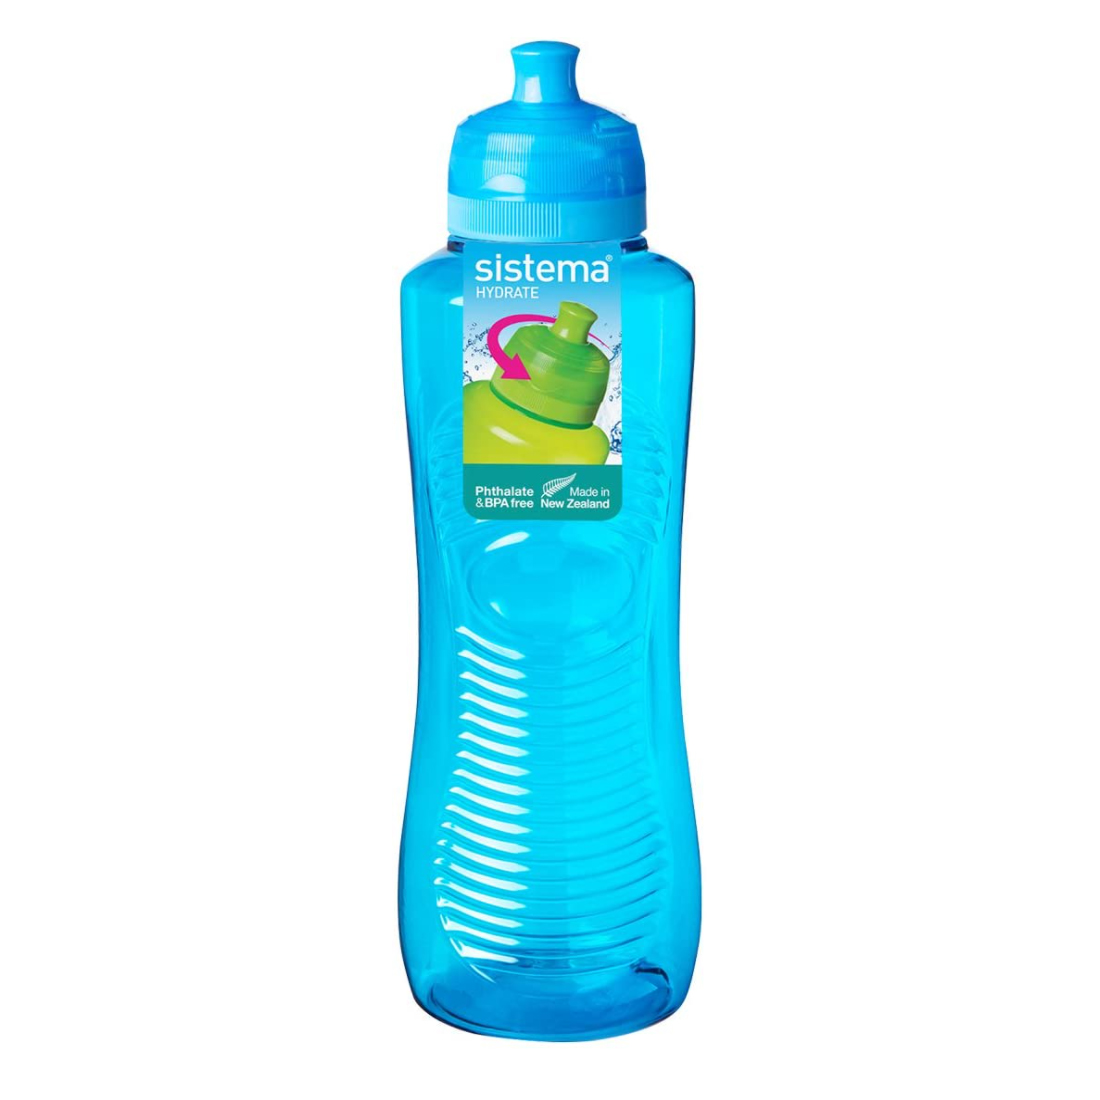 sistema®
HYDRATE
Phthalate
& BPA free
Made in
New Zealand